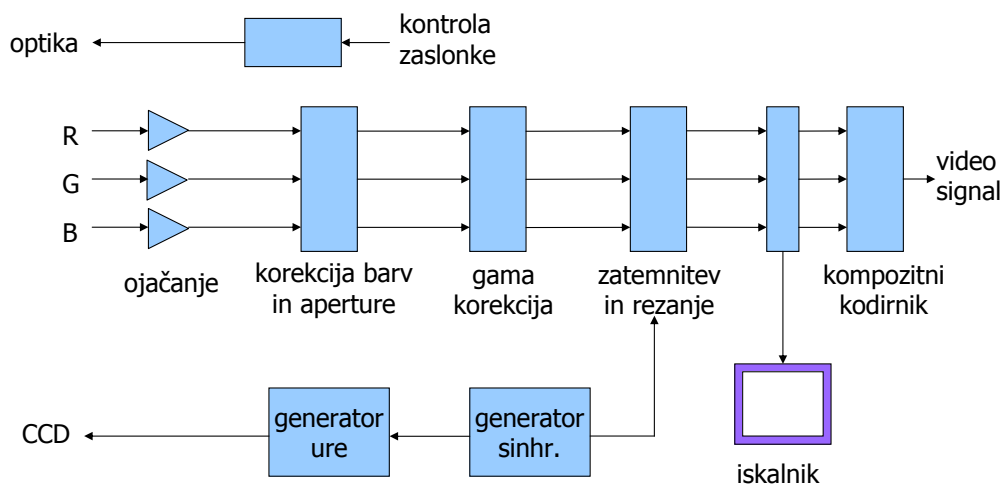 optika
kontrola
zaslonke
R
G
B
video
signal
ojačanje
korekcija barv
in aperture
gama
korekcija
zatemnitev
in rezanje
kompozitni
kodirnik
CCD
generator
ure
generator
sinhr.
iskalnik